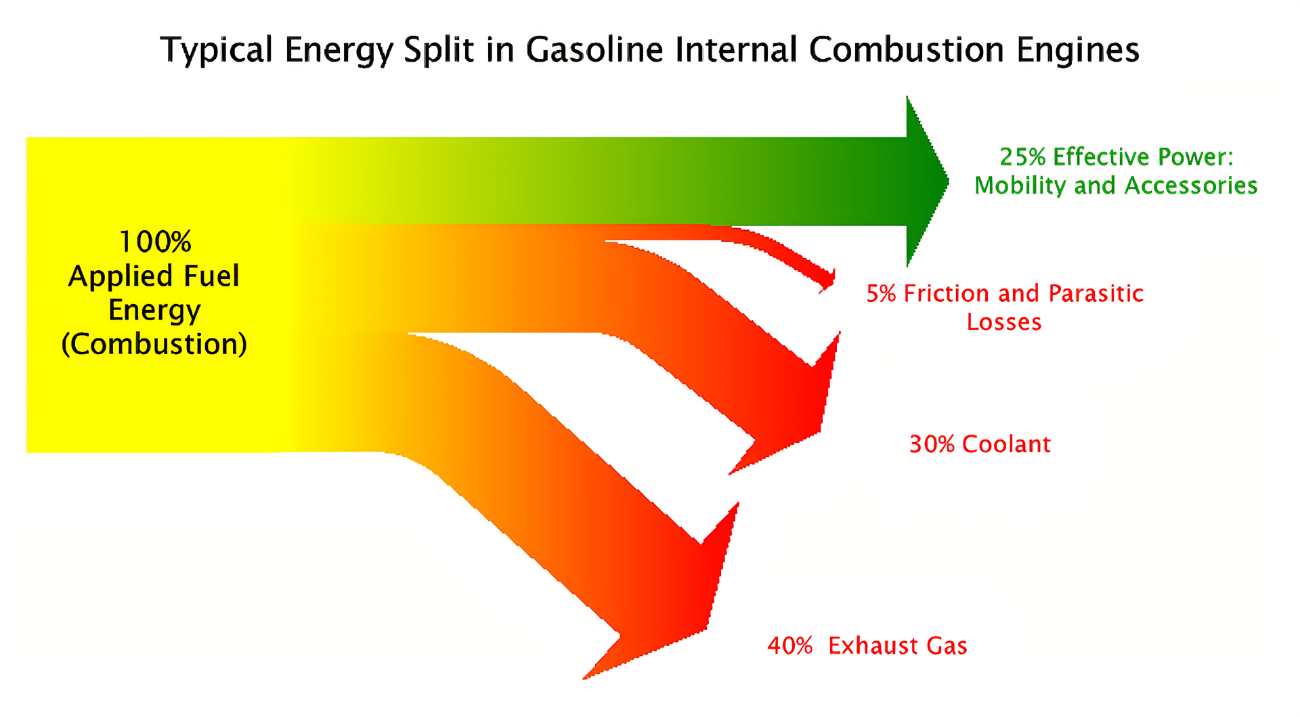 Typical Energy Split in Gasoline Internal Combustion Engines
100%
Applied Fuel
Energy
(Combustion)
25% Effective Power:
Mobility and Accessories
5% Friction and Parasitic
Losses
30% Coolant
40% Exhaust Gas